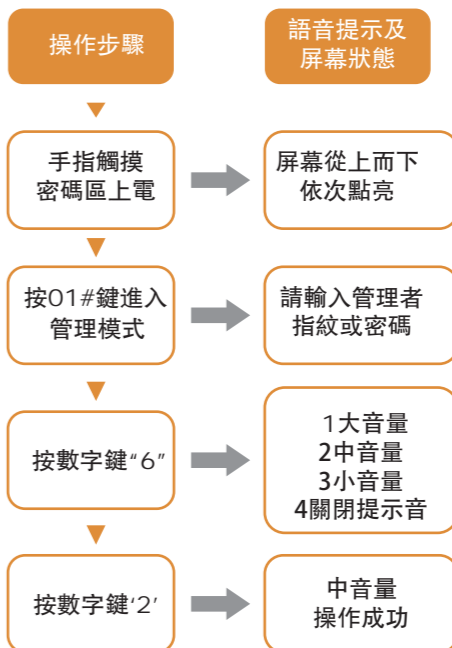 操作步驟
語音提示及
屏幕狀態
手指觸摸
密碼區上電
屏幕從上而下
依次點亮
按01#鍵進入
管理模式
請輸入管理者
指紋或密碼
按數字鍵“6”
1大音量
2中音量
3小音量
4關閉提示音
按數字鍵‘2’
中音量
操作成功